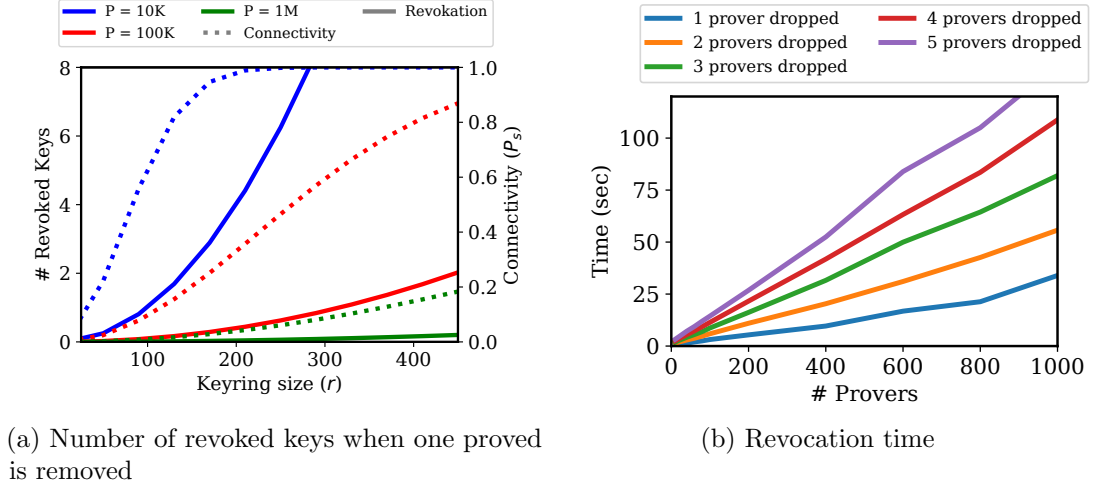 P = 10K
P = 100K
P = 1M
Connectivity
Revokation
8
6
4
2
0
# Revoked Keys
1.0
0.8
0.6
0.4
0.2
0.0
Connectivity (P_s)
100
200
300
400
Keyring size (r)
(a) Number of revoked keys when one proved
is removed
1 prover dropped
2 provers dropped
3 provers dropped
4 provers dropped
5 provers dropped
100
75
50
25
0
Time (sec)
0
200
400
600
800
1000
# Provers
(b) Revocation time